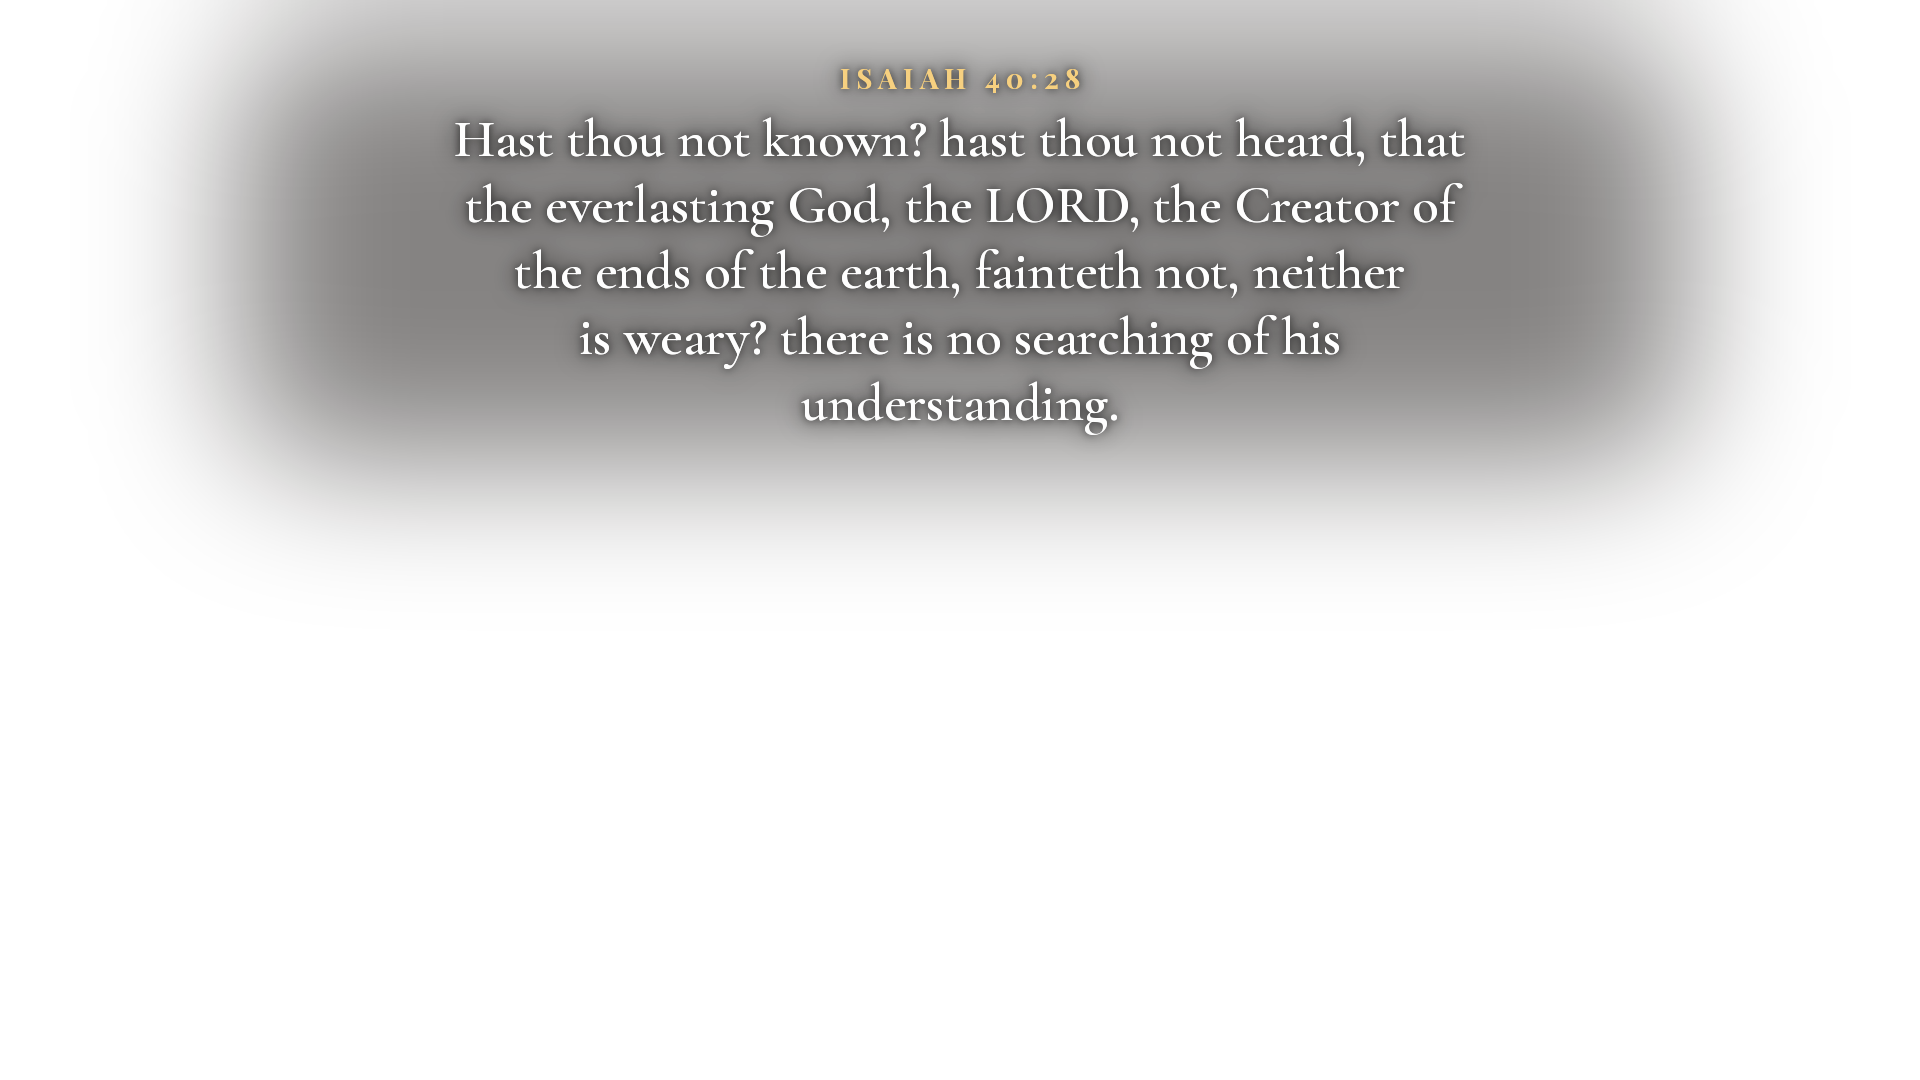 ISAIAH 40:28
Hast thou not known? hast thou not heard, that
the everlasting God, the LORD, the Creator of
the ends of the earth, fainteth not, neither
is weary? there is no searching of his
understanding.